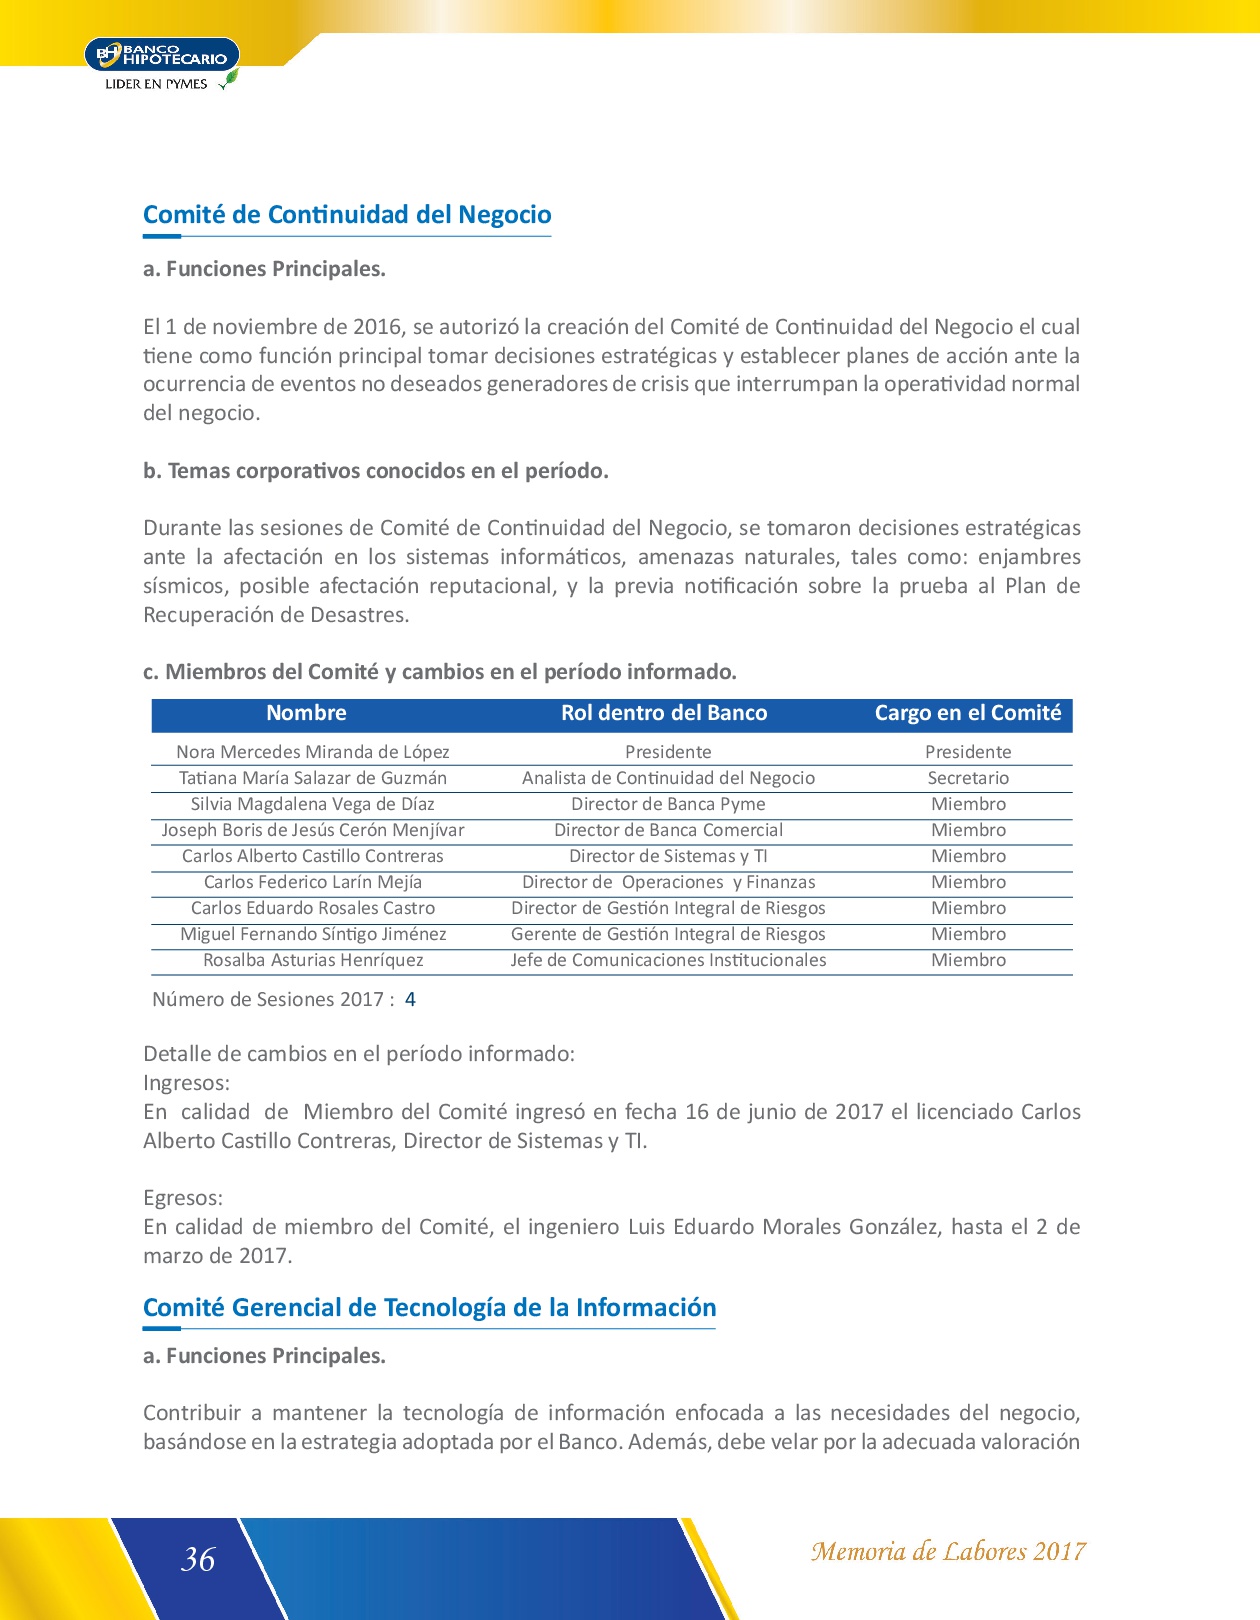 BH BANCO
HIPOTECARIO
LIDER EN PYMES
Comité de Continuidad del Negocio
a. Funciones Principales.
El 1 de noviembre de 2016, se autorizó la creación del Comité de Continuidad del Negocio el cual
tiene como función principal tomar decisiones estratégicas y establecer planes de acción ante la
ocurrencia de eventos no deseados generadores de crisis que interrumpan la operatividad normal
del negocio.
b. Temas corporativos conocidos en el período.
Durante las sesiones de Comité de Continuidad del Negocio, se tomaron decisiones estratégicas
ante la afectación en los sistemas informáticos, amenazas naturales, tales como: enjambres
sísmicos, posible afectación reputacional, y la previa notificación sobre la prueba al Plan de
Recuperación de Desastres.
c. Miembros del Comité y cambios en el período informado.
Nombre Rol dentro del Banco Cargo en el Comité
Nora Mercedes Miranda de López Presidente Presidente
Tatiana María Salazar de Guzmán Analista de Continuidad del Negocio Secretario
Silvia Magdalena Vega de Díaz Director de Banca Pyme Miembro
Joseph Boris de Jesús Cerón Menjívar Director de Banca Comercial Miembro
Carlos Alberto Castillo Contreras Director de Sistemas y TI Miembro
Carlos Federico Larín Mejía Director de Operaciones y Finanzas Miembro
Carlos Eduardo Rosales Castro Director de Gestión Integral de Riesgos Miembro
Miguel Fernando Síntigo Jiménez Gerente de Gestión Integral de Riesgos Miembro
Rosalba Asturias Henríquez Jefe de Comunicaciones Institucionales Miembro
Número de Sesiones 2017 : 4
Detalle de cambios en el período informado:
Ingresos:
En calidad de Miembro del Comité ingresó en fecha 16 de junio de 2017 el licenciado Carlos
Alberto Castillo Contreras, Director de Sistemas y TI.
Egresos:
En calidad de miembro del Comité, el ingeniero Luis Eduardo Morales González, hasta el 2 de
marzo de 2017.
Comité Gerencial de Tecnología de la Información
a. Funciones Principales.
Contribuir a mantener la tecnología de información enfocada a las necesidades del negocio,
basándose en la estrategia adoptada por el Banco. Además, debe velar por la adecuada valoración
36
Memoria de Labores 2017